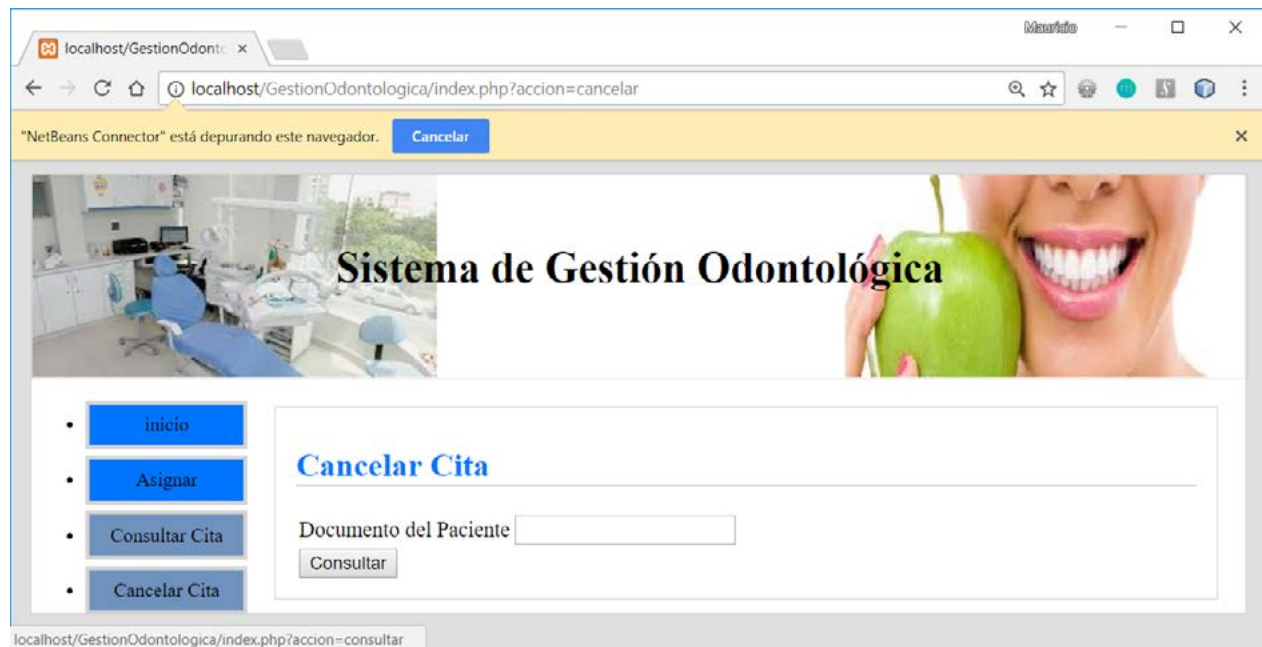 Mauricio
localhost/GestionOdonto
localhost/GestionOdontologica/index.php?accion=cancelar
"NetBeans Connector" está depurando este navegador. Cancelar
Sistema de Gestión Odontológica
inicio
Asignar
Consultar Cita
Cancelar Cita
Cancelar Cita
Documento del Paciente
Consultar
localhost/GestionOdontologica/index.php?accion=consultar